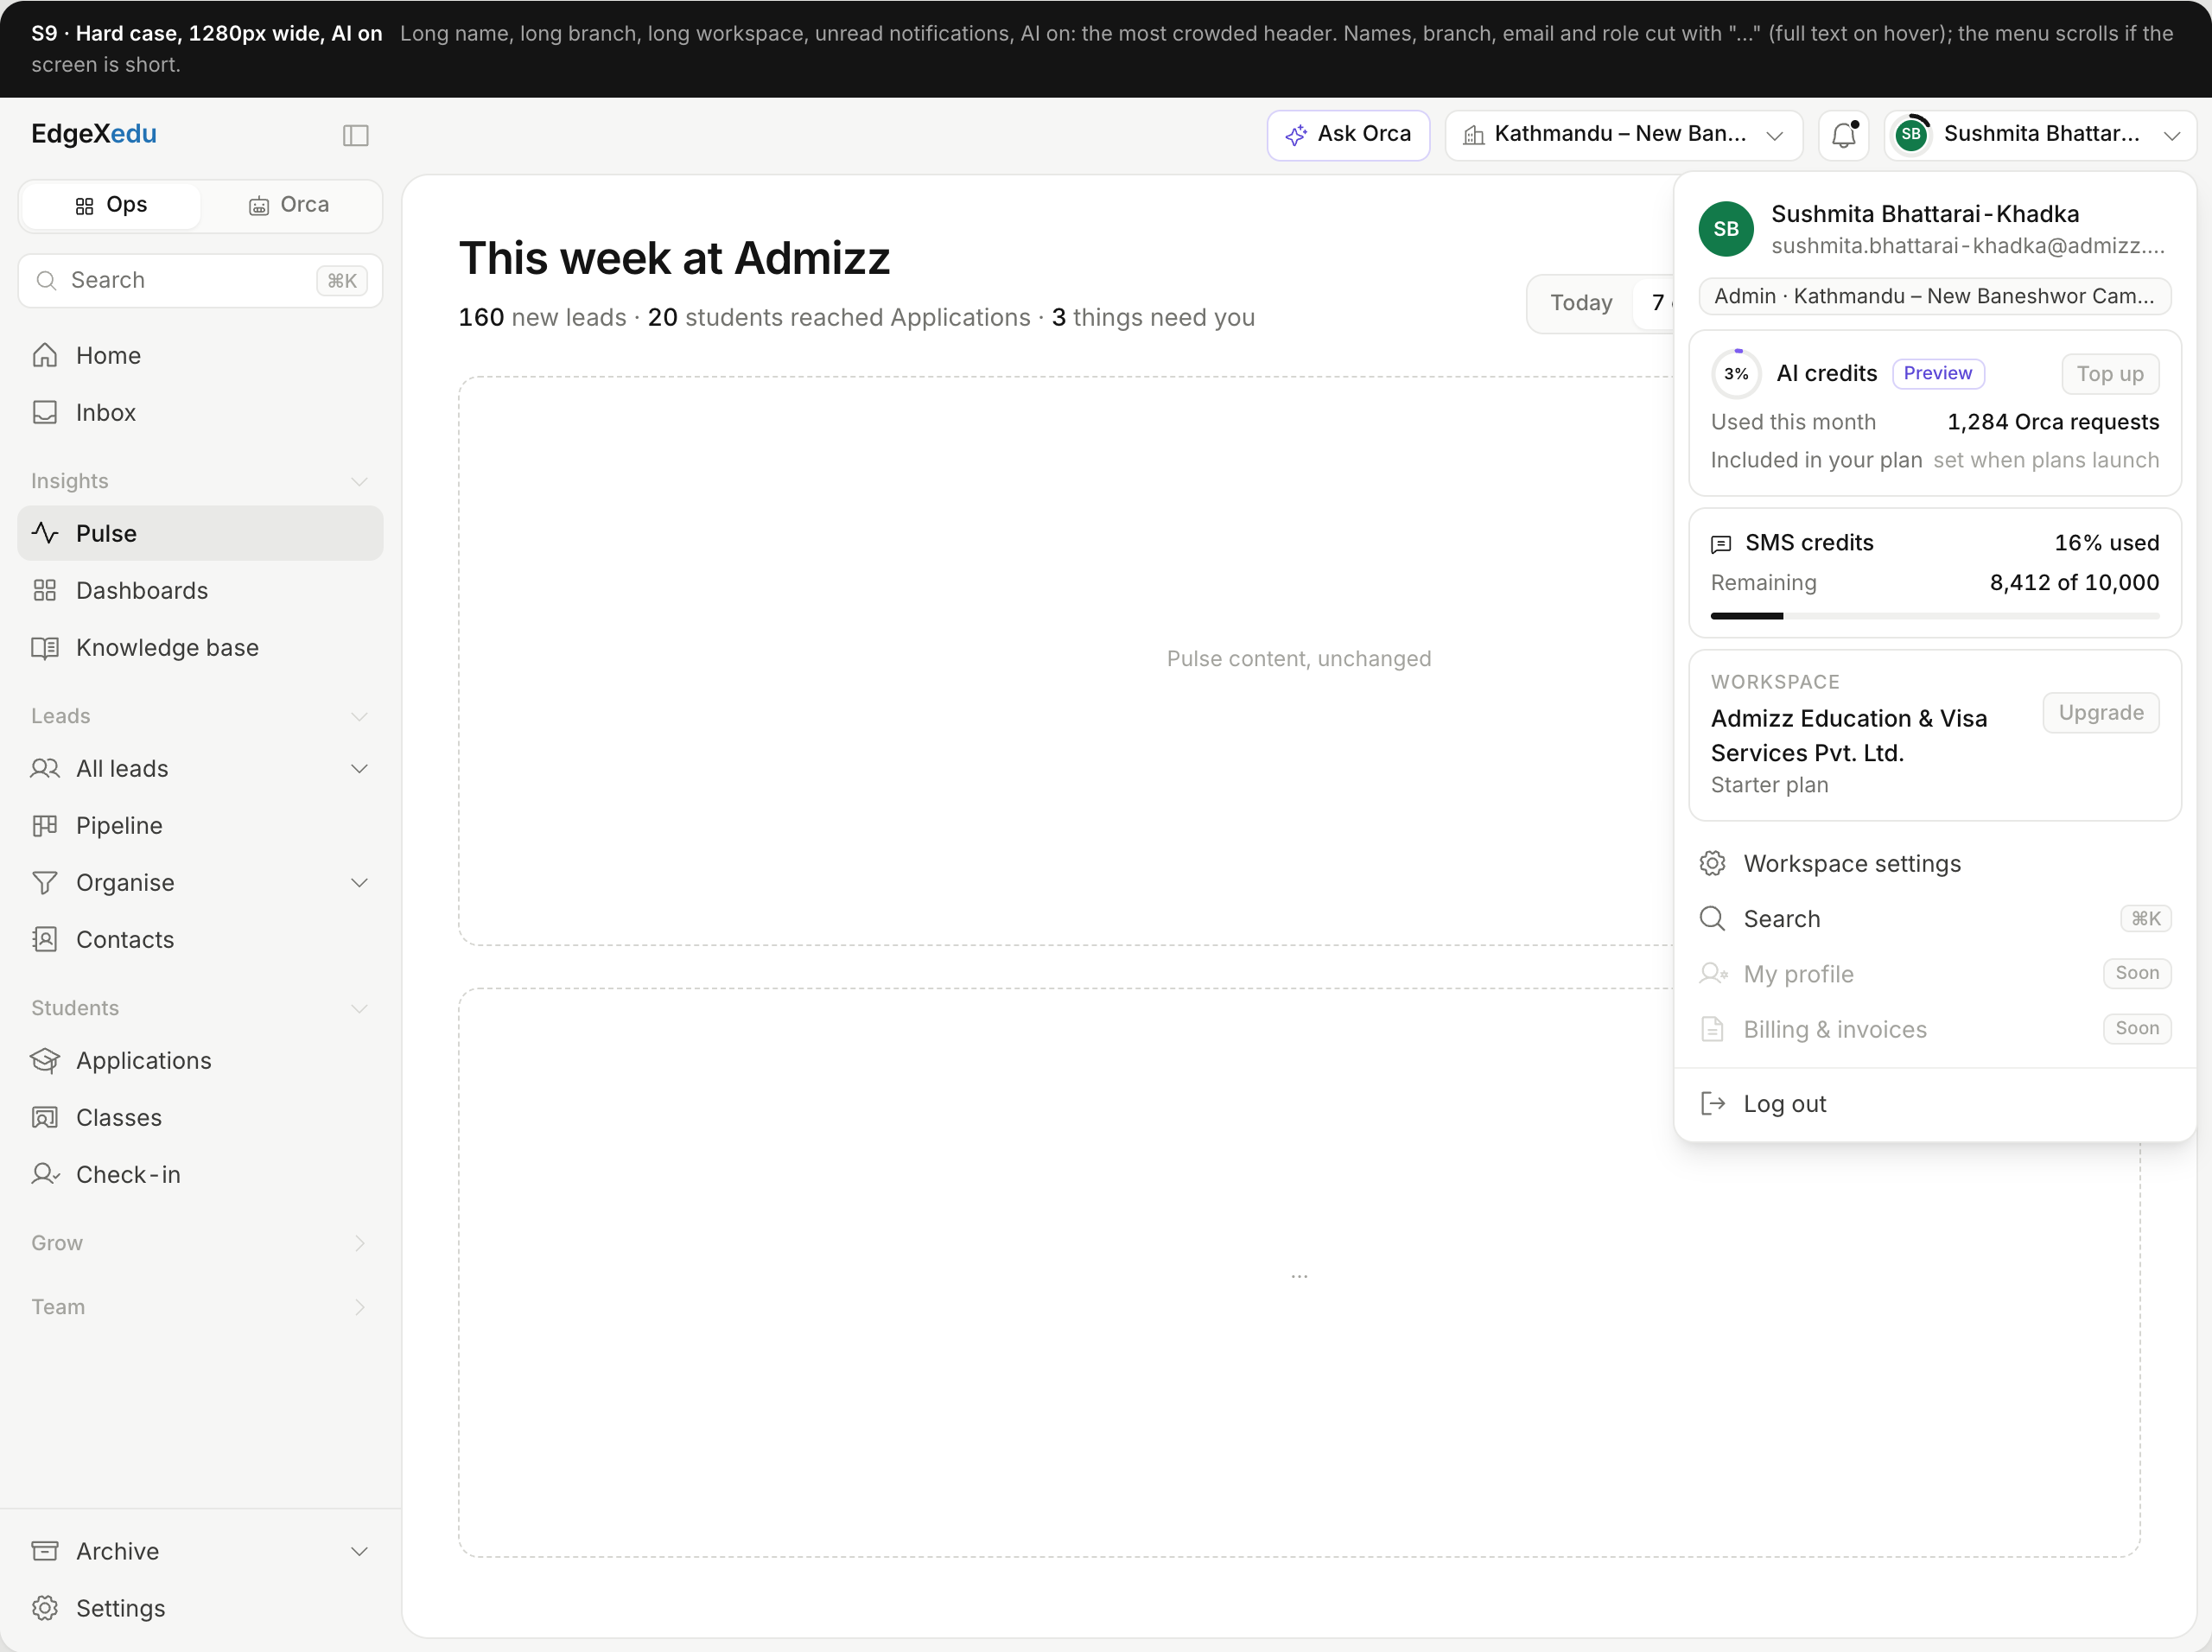 S9 · Hard case, 1280px wide, AI on Long name, long branch, long workspace, unread notifications, AI on: the most crowded header. Names, branch, email and role cut with "..." (full text on hover); the menu scrolls if the
screen is short.
EdgeXedu
Ask Orca
Kathmandu – New Ban...
SB
Sushmita Bhattar...
Ops
Orca
Search
⌘K
Home
Inbox
Insights
Pulse
Dashboards
Knowledge base
Leads
All leads
Pipeline
Organise
Contacts
Students
Applications
Classes
Check-in
Grow
Team
Archive
Settings
This week at Admizz
160 new leads · 20 students reached Applications · 3 things need you
Today
7
Pulse content, unchanged
...
SB
Sushmita Bhattarai-Khadka
sushmita.bhattarai-khadka@admizz....
Admin · Kathmandu – New Baneshwor Cam...
3%
AI credits
Preview
Top up
Used this month
1,284 Orca requests
Included in your plan
set when plans launch
SMS credits
16% used
Remaining
8,412 of 10,000
WORKSPACE
Admizz Education & Visa
Services Pvt. Ltd.
Starter plan
Upgrade
Workspace settings
Search
⌘K
My profile
Soon
Billing & invoices
Soon
Log out